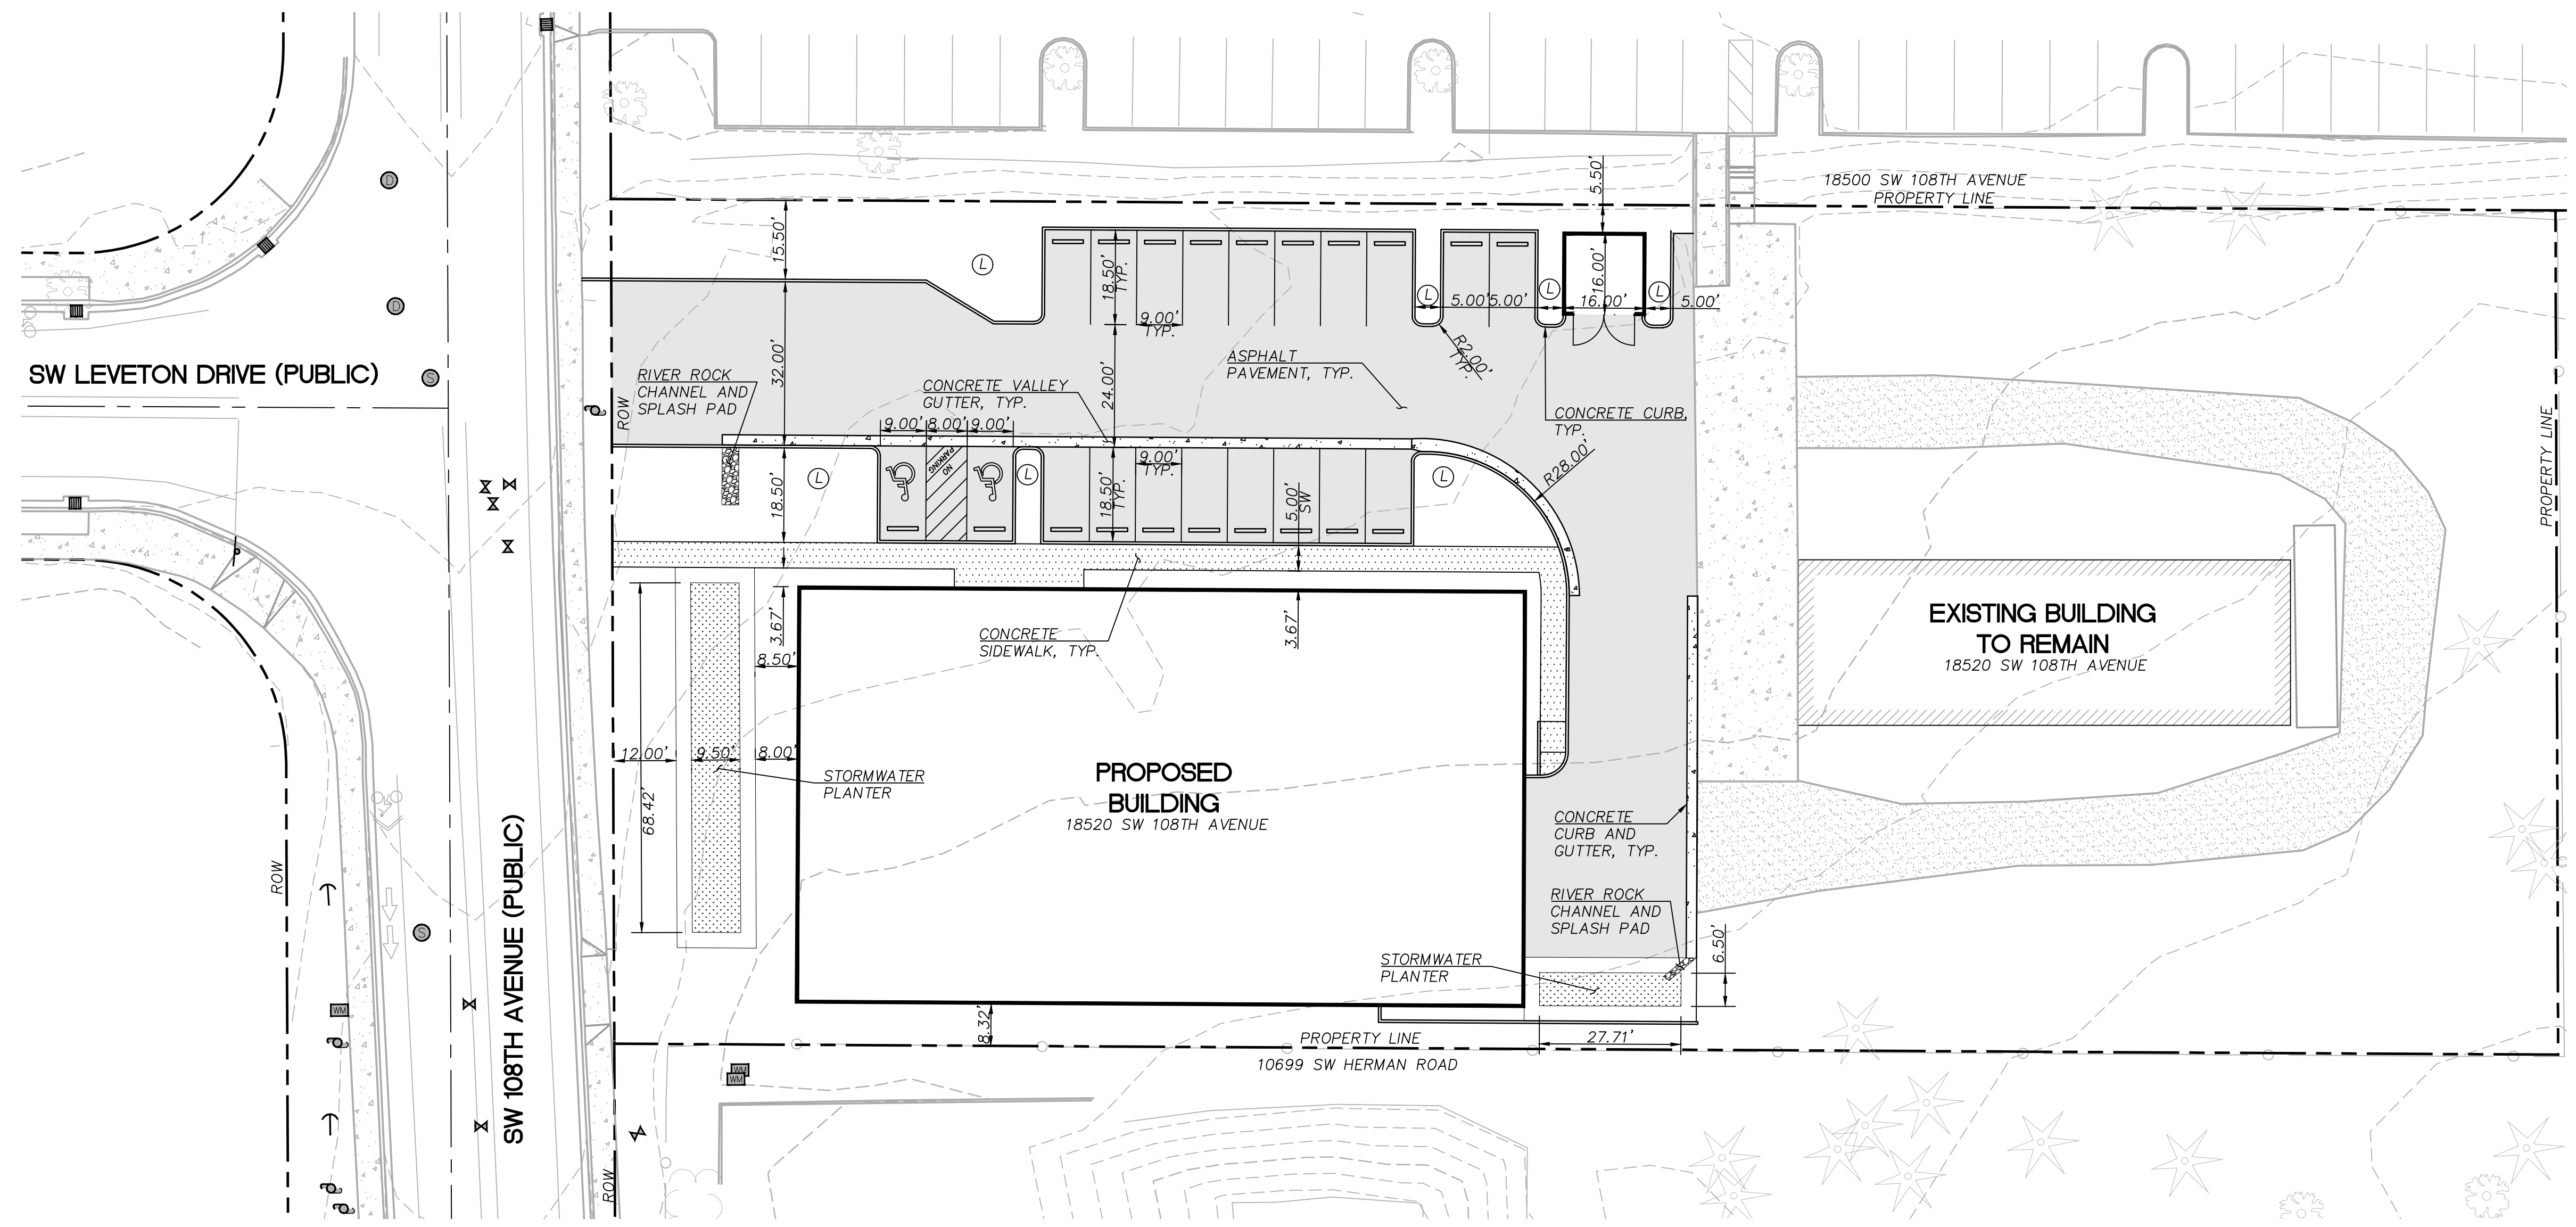 18500 SW 108TH AVENUE
PROPERTY LINE
5.50'
15.50'
L
18.50'
TYP.
9.00'
TYP.
L
5.00'
5.00'
L
16.00'
16.00'
L
5.00'
D
D
S
SW LEVETON DRIVE (PUBLIC)
ROW
RIVER ROCK
CHANNEL AND
SPLASH PAD
32.00'
CONCRETE VALLEY
GUTTER, TYP.
24.00'
ASPHALT
PAVEMENT, TYP.
R2.00'
TYP.
CONCRETE CURB,
TYP.
9.00'
8.00'
9.00'
NO
PARKING
L
L
18.50'
18.50'
TYP.
9.00'
TYP.
5.00'
SW
L
R28.00'
PROPERTY LINE
3.67'
8.50'
CONCRETE
SIDEWALK, TYP.
3.67'
EXISTING BUILDING
TO REMAIN
18520 SW 108TH AVENUE
12.00'
9.50'
8.00'
68.42'
STORMWATER
PLANTER
PROPOSED
BUILDING
18520 SW 108TH AVENUE
CONCRETE
CURB AND
GUTTER, TYP.
RIVER ROCK
CHANNEL AND
SPLASH PAD
6.50'
STORMWATER
PLANTER
ROW
S
SW 108TH AVENUE (PUBLIC)
WM
8.32'
PROPERTY LINE
27.71'
10699 SW HERMAN ROAD
WM
WM
ROW